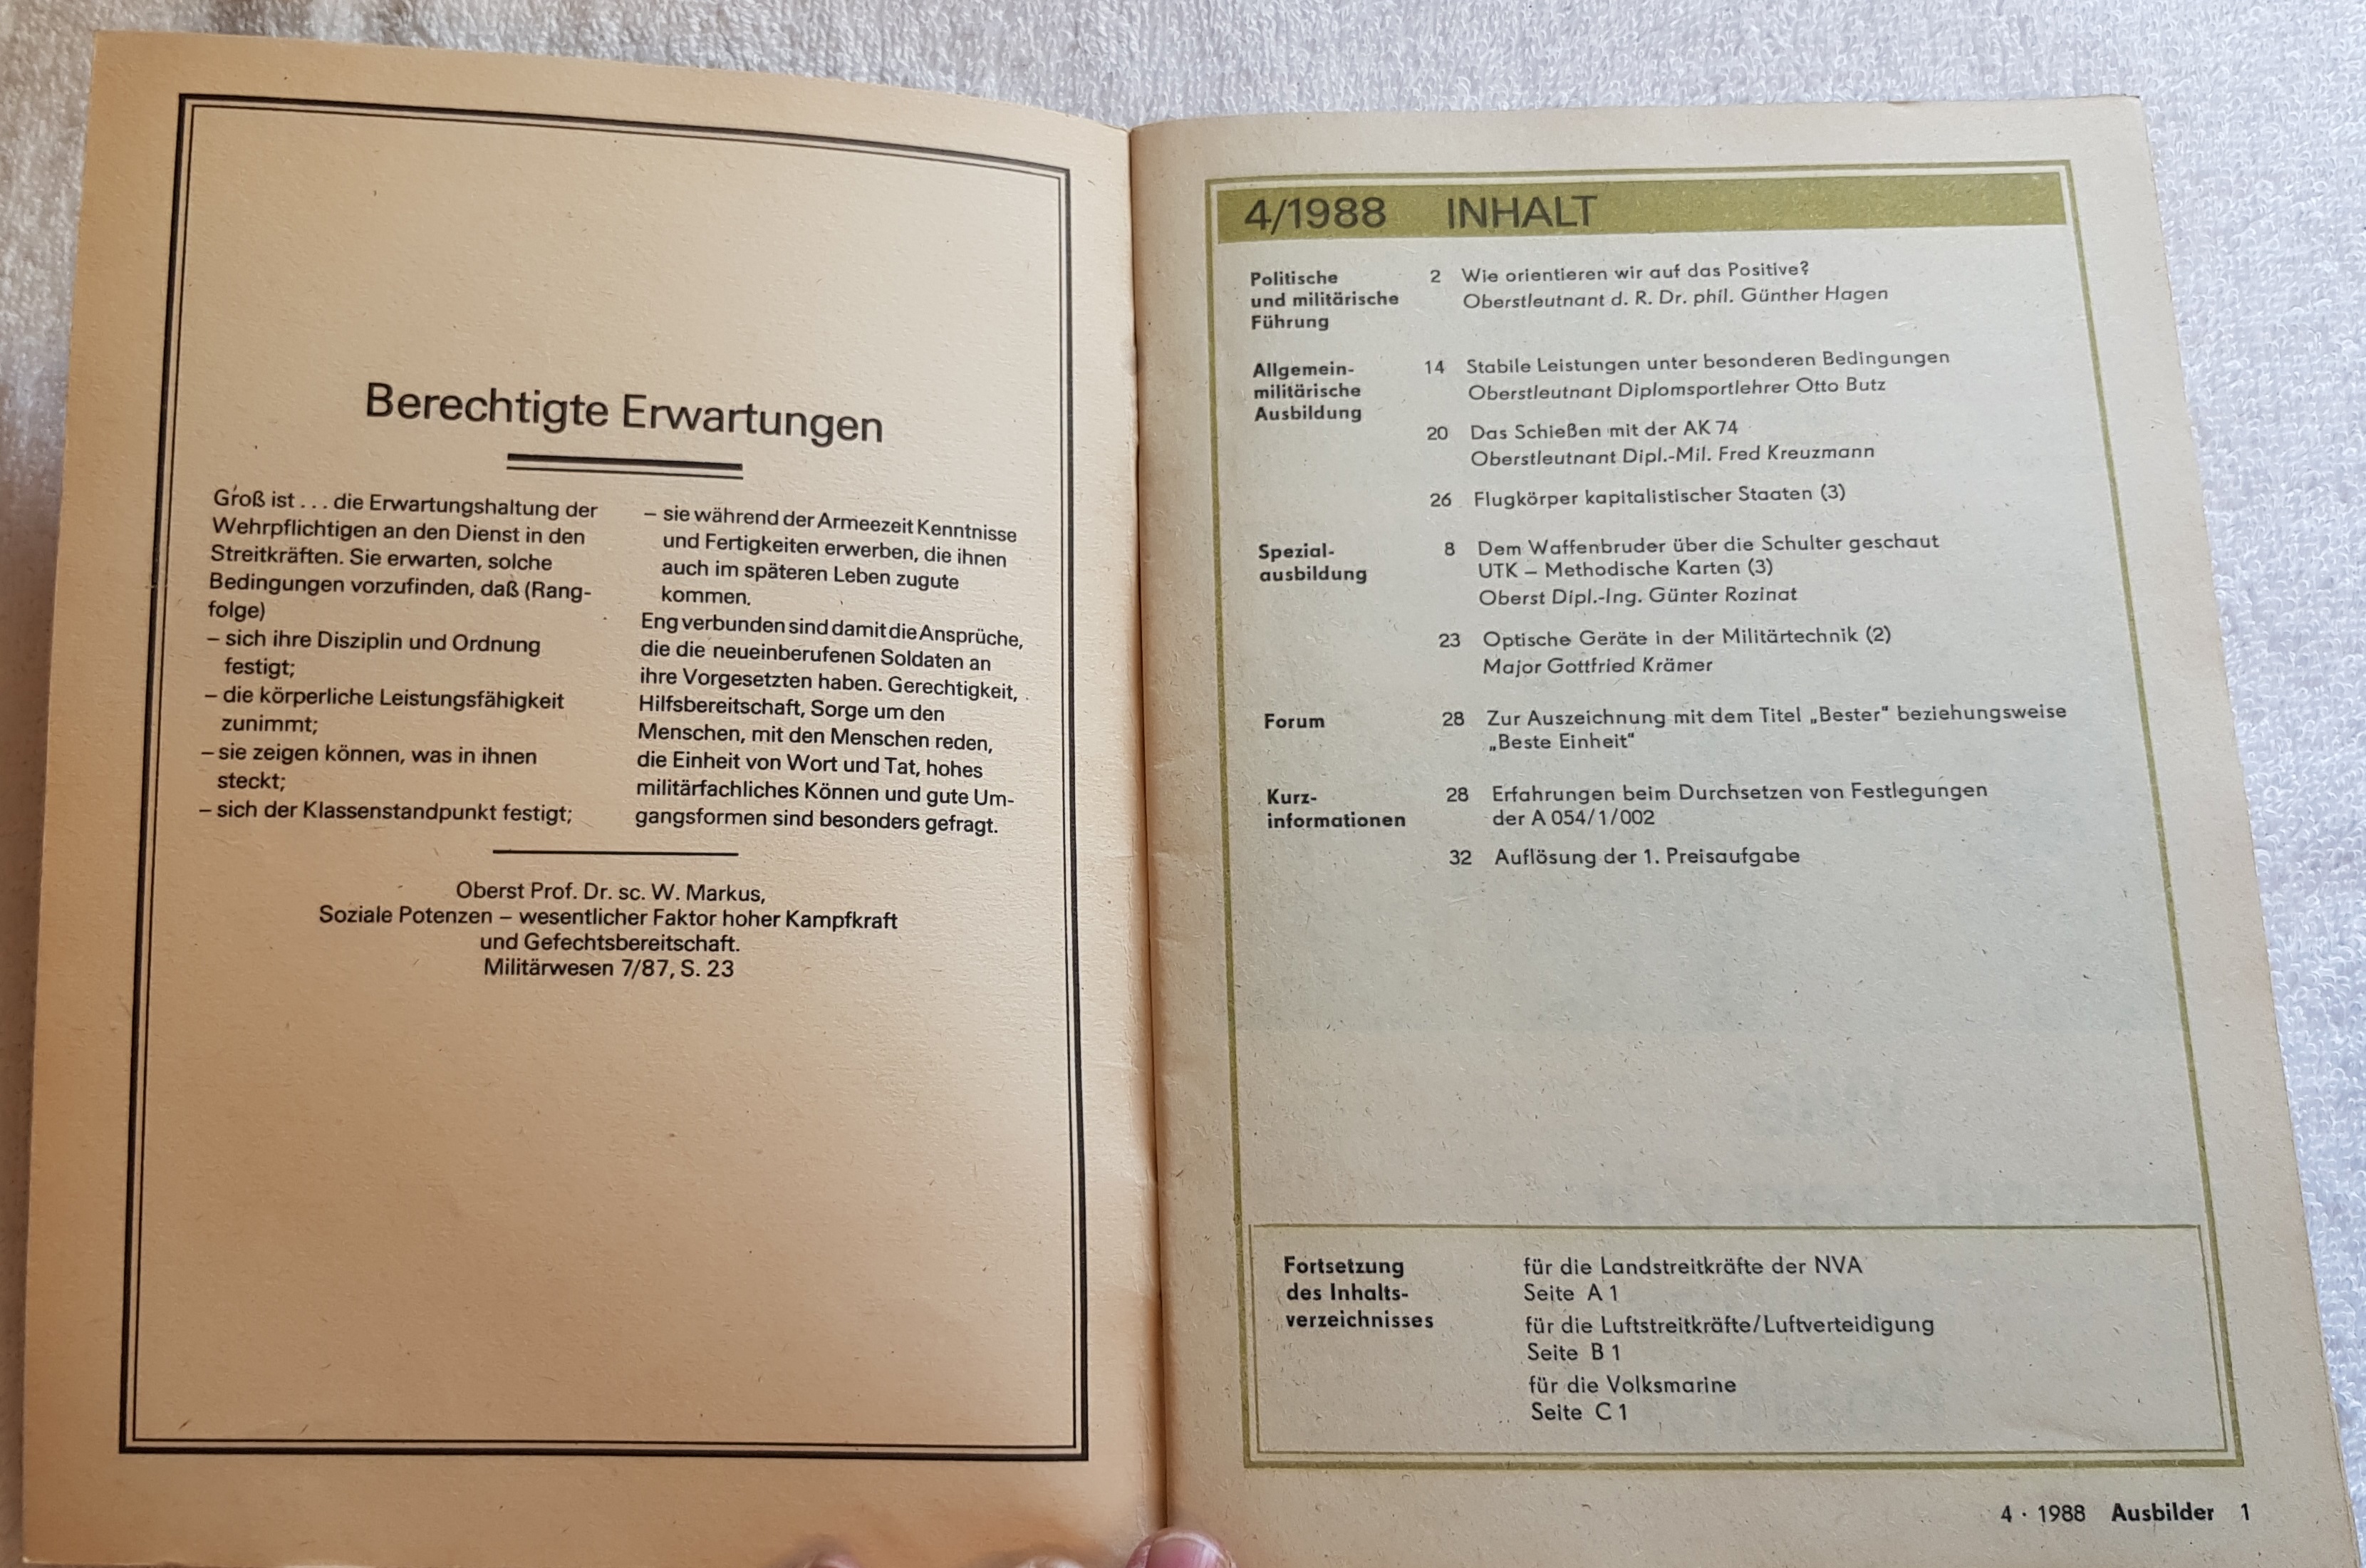 Berechtigte Erwartungen
Groß ist . . . die Erwartungshaltung der
Wehrpflichtigen an den Dienst in den
Streitkräften. Sie erwarten, solche
Bedingungen vorzufinden, daß (Rang-
folge)
– sich ihre Disziplin und Ordnung
festigt;
– die körperliche Leistungsfähigkeit
zunimmt;
– sie zeigen können, was in ihnen
steckt;
– sich der Klassenstandpunkt festigt;
– sie während der Armeezeit Kenntnisse
und Fertigkeiten erwerben, die ihnen
auch im späteren Leben zugute
kommen.
Eng verbunden sind damit die Ansprüche,
die die neueinberufenen Soldaten an
ihre Vorgesetzten haben. Gerechtigkeit,
Hilfsbereitschaft, Sorge um den
Menschen, mit den Menschen reden,
die Einheit von Wort und Tat, hohes
militärfachliches Können und gute Um-
gangsformen sind besonders gefragt.
Oberst Prof. Dr. sc. W. Markus,
Soziale Potenzen – wesentlicher Faktor hoher Kampfkraft
und Gefechtsbereitschaft.
Militärwesen 7/87, S. 23
4/1988 INHALT
Politische
und militärische
Führung
2 Wie orientieren wir auf das Positive?
Oberstleutnant d. R. Dr. phil. Günther Hagen
Allgemein-
militärische
Ausbildung
14 Stabile Leistungen unter besonderen Bedingungen
Oberstleutnant Diplomsportlehrer Otto Butz
20 Das Schießen mit der AK 74
Oberstleutnant Dipl.-Mil. Fred Kreuzmann
26 Flugkörper kapitalistischer Staaten (3)
Spezial-
ausbildung
8 Dem Waffenbruder über die Schulter geschaut
UTK – Methodische Karten (3)
Oberst Dipl.-Ing. Günter Rozinat
23 Optische Geräte in der Militärtechnik (2)
Major Gottfried Krämer
Forum
28 Zur Auszeichnung mit dem Titel „Bester“ beziehungsweise
„Beste Einheit“
Kurz-
informationen
28 Erfahrungen beim Durchsetzen von Festlegungen
der A 054/1/002
32 Auflösung der 1. Preisaufgabe
Fortsetzung
des Inhalts-
verzeichnisses
für die Landstreitkräfte der NVA
Seite A 1
für die Luftstreitkräfte/Luftverteidigung
Seite B 1
für die Volksmarine
Seite C 1
4 · 1988 Ausbilder 1